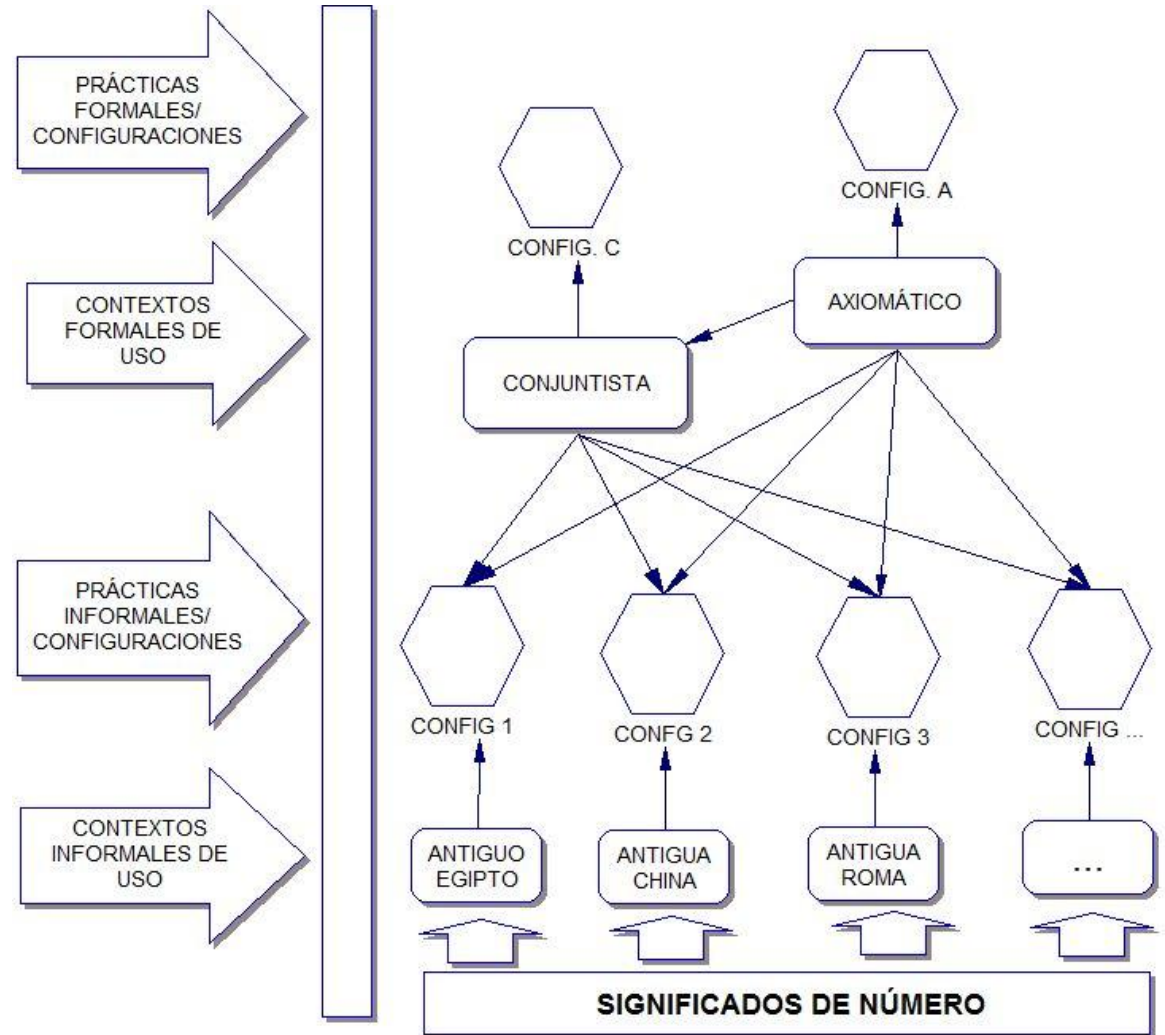 PRÁCTICAS
FORMALES/
CONFIGURACIONES
CONFIG. A
CONFIG. C
CONTEXTOS
FORMALES DE
USO
AXIOMÁTICO
CONJUNTISTA
PRÁCTICAS
INFORMALES/
CONFIGURACIONES
CONFIG 1
CONFG 2
CONFIG 3
CONFIG ...
CONTEXTOS
INFORMALES DE
USO
ANTIGUO
EGIPTO
ANTIGUA
CHINA
ANTIGUA
ROMA
...
SIGNIFICADOS DE NÚMERO